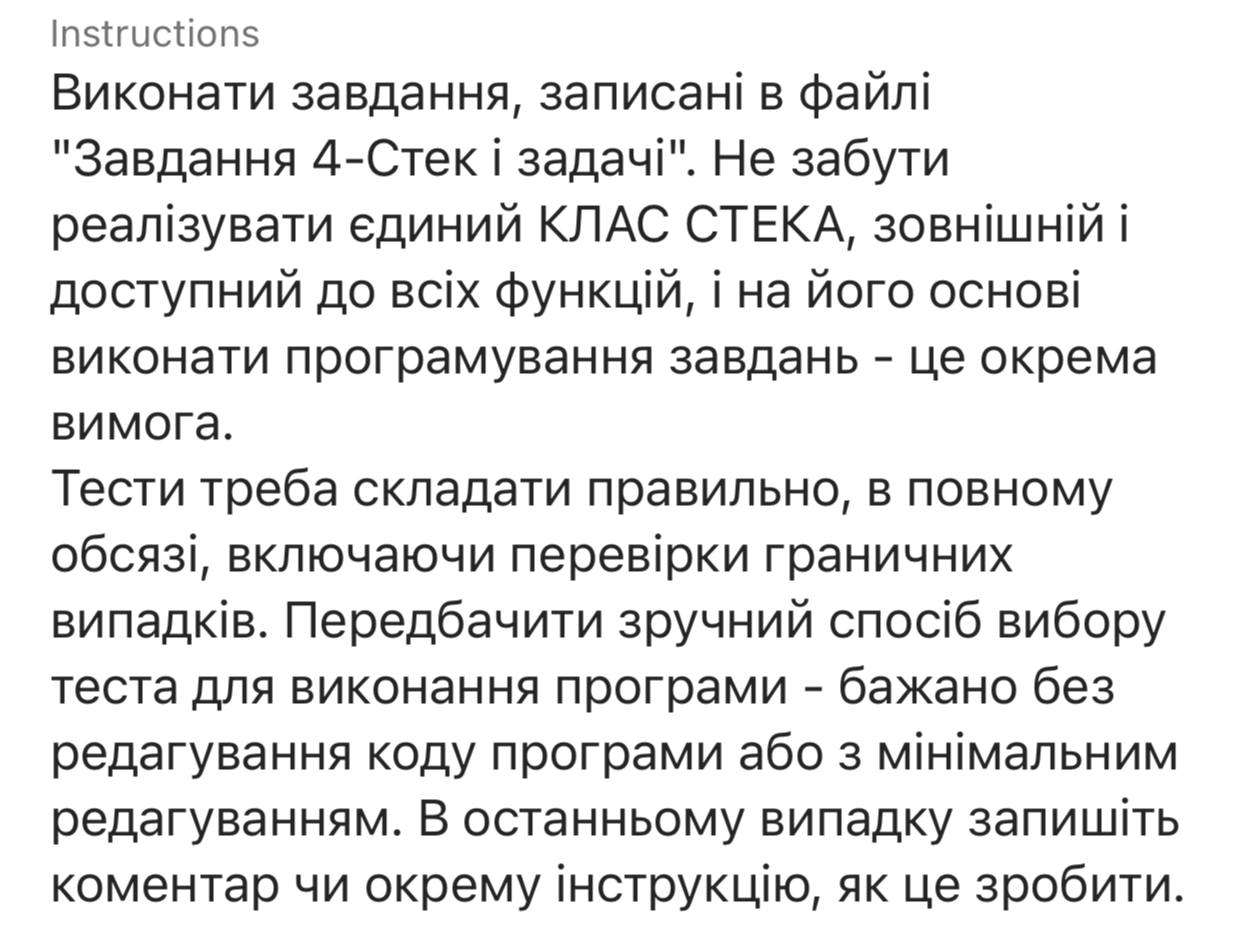 Instructions
Виконати завдання, записані в файлі
"Завдання 4-Стек і задачі". Не забути
реалізувати єдиний КЛАС СТЕКА, зовнішній і
доступний до всіх функцій, і на його основі
виконати програмування завдань - це окрема
вимога.
Тести треба складати правильно, в повному
обсязі, включаючи перевірки граничних
випадків. Передбачити зручний спосіб вибору
теста для виконання програми - бажано без
редагування коду програми або з мінімальним
редагуванням. В останньому випадку запишіть
коментар чи окрему інструкцію, як це зробити.